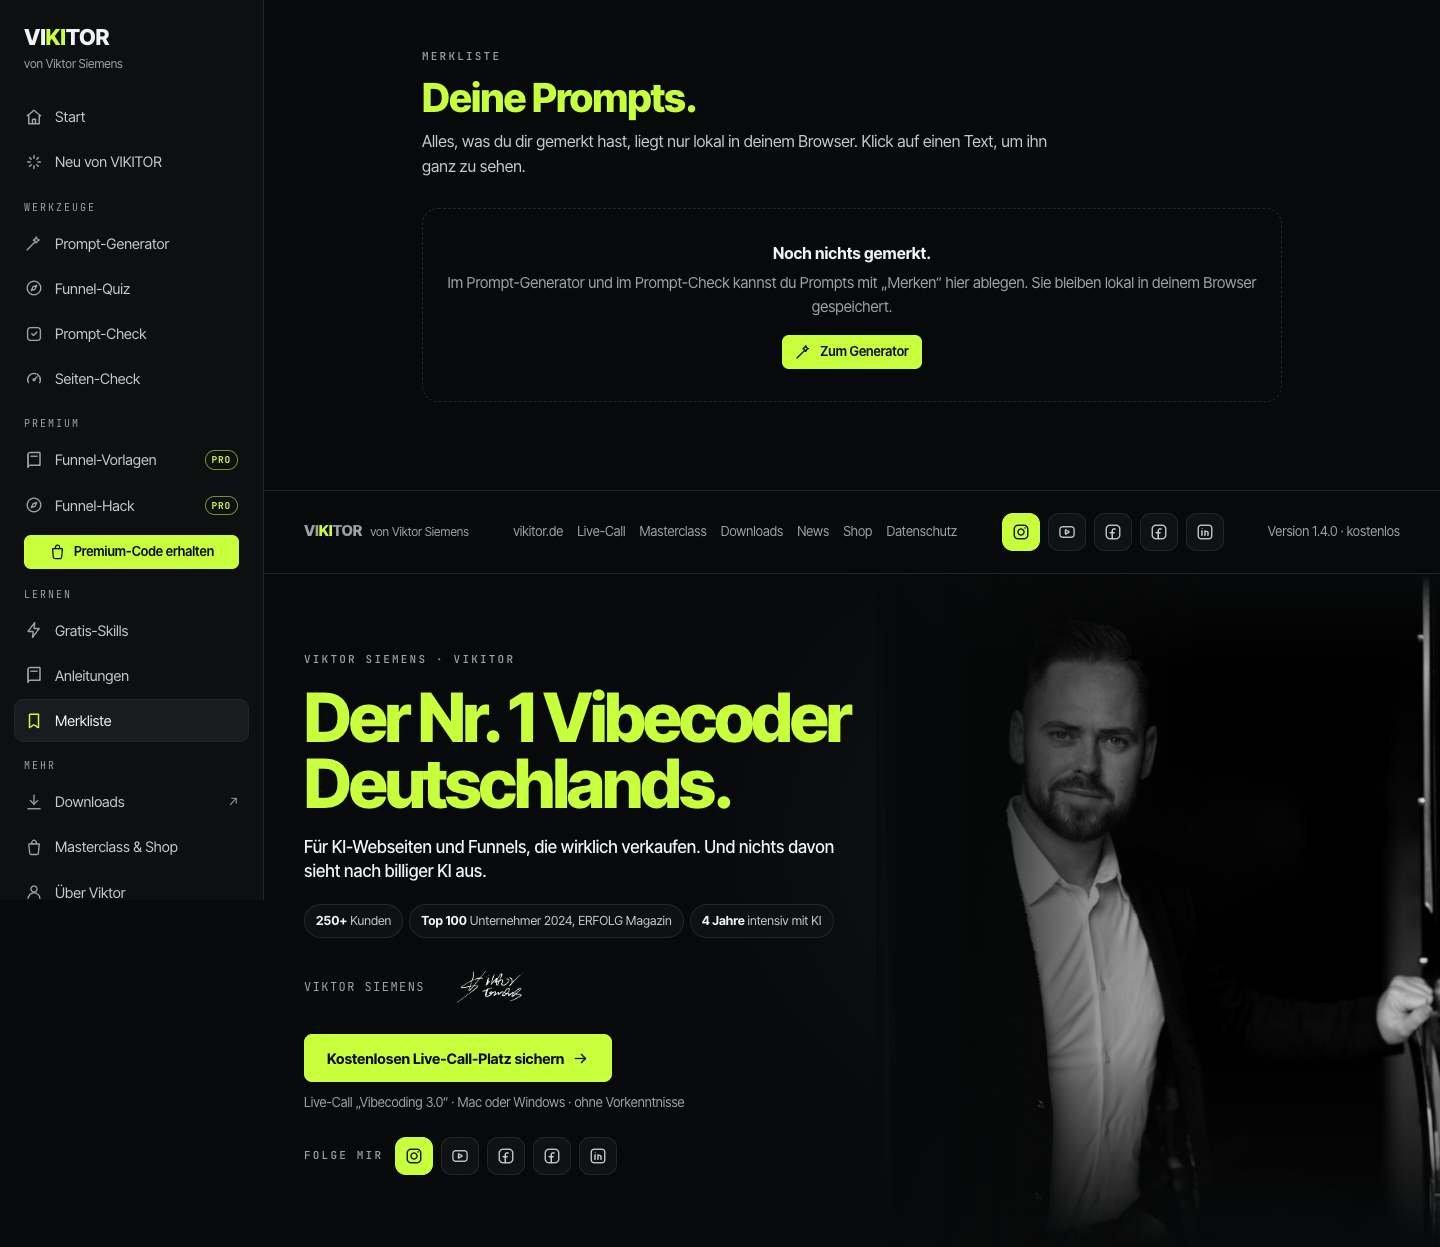 VIKITOR
von Viktor Siemens
Start
Neu von VIKITOR
WERKZEUGE
Prompt-Generator
Funnel-Quiz
Prompt-Check
Seiten-Check
PREMIUM
Funnel-Vorlagen PRO
Funnel-Hack PRO
Premium-Code erhalten
LERNEN
Gratis-Skills
Anleitungen
Merkliste
MEHR
Downloads
Masterclass & Shop
Über Viktor
MERKLISTE
Deine Prompts.
Alles, was du dir gemerkt hast, liegt nur lokal in deinem Browser. Klick auf einen Text, um ihn
ganz zu sehen.
Noch nichts gemerkt.
Im Prompt-Generator und im Prompt-Check kannst du Prompts mit „Merken“ hier ablegen. Sie bleiben lokal in deinem Browser
gespeichert.
Zum Generator
VIKITOR von Viktor Siemens vikitor.de Live-Call Masterclass Downloads News Shop Datenschutz Version 1.4.0 · kostenlos
VIKTOR SIEMENS · VIKITOR
Der Nr. 1 Vibecoder
Deutschlands.
Für KI-Webseiten und Funnels, die wirklich verkaufen. Und nichts davon
sieht nach billiger KI aus.
250+ Kunden Top 100 Unternehmer 2024, ERFOLG Magazin 4 Jahre intensiv mit KI
VIKTOR SIEMENS
Kostenlosen Live-Call-Platz sichern →
Live-Call „Vibecoding 3.0“ · Mac oder Windows · ohne Vorkenntnisse
FOLGE MIR